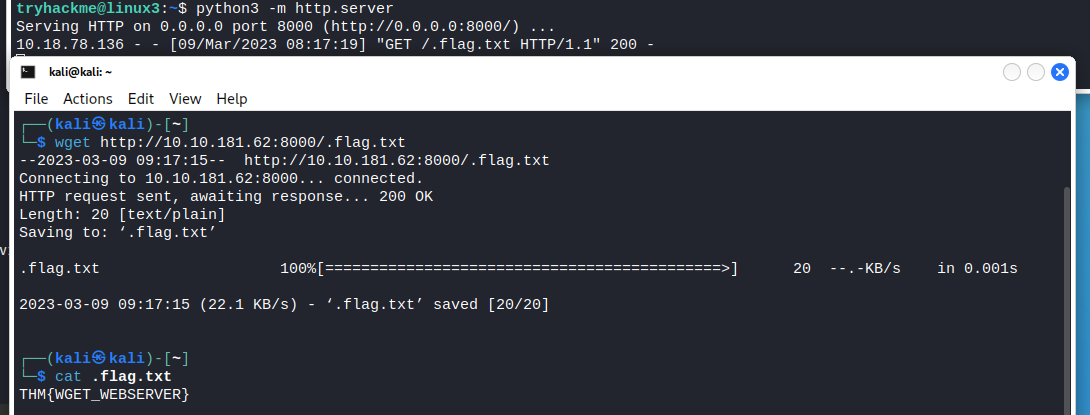 tryhackme@linux3:~$ python3 -m http.server
Serving HTTP on 0.0.0.0 port 8000 (http://0.0.0.0:8000/) ...
10.18.78.136 - - [09/Mar/2023 08:17:19] "GET /.flag.txt HTTP/1.1" 200 -
kali@kali: ~
File Actions Edit View Help
┌──(kali㉿kali)-[~]
└─$ wget http://10.10.181.62:8000/.flag.txt
--2023-03-09 09:17:15--  http://10.10.181.62:8000/.flag.txt
Connecting to 10.10.181.62:8000... connected.
HTTP request sent, awaiting response... 200 OK
Length: 20 [text/plain]
Saving to: ‘.flag.txt’
.flag.txt 100%[============================================>] 20 --.-KB/s in 0.001s
2023-03-09 09:17:15 (22.1 KB/s) - ‘.flag.txt’ saved [20/20]
┌──(kali㉿kali)-[~]
└─$ cat .flag.txt
THM{WGET_WEBSERVER}